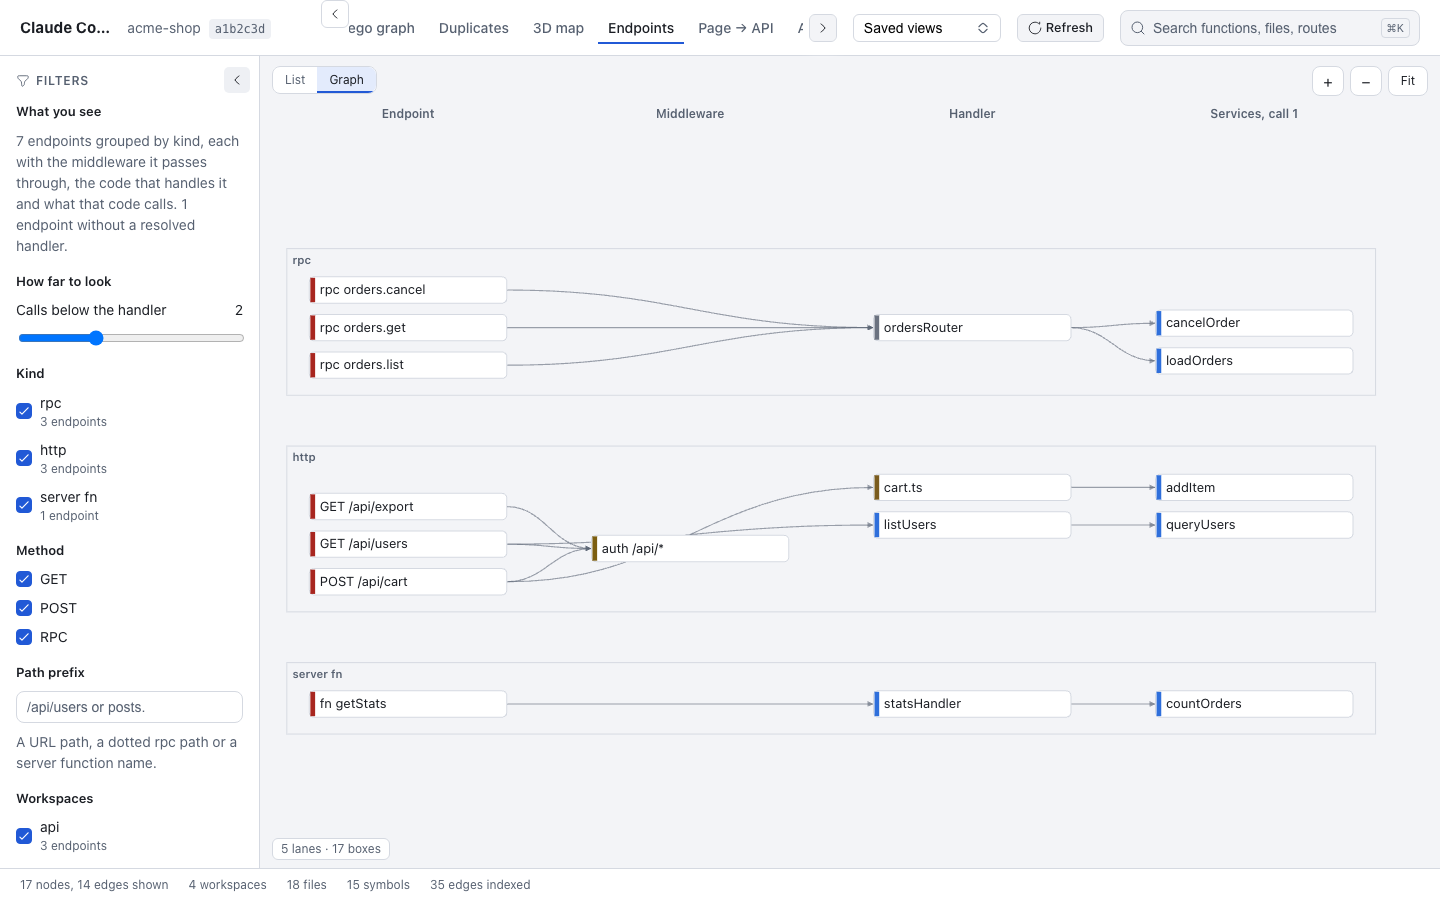 Claude Co...
acme-shop
a1b2c3d
ego graph
Duplicates
3D map
Endpoints
Page → API
Saved views
Refresh
Search functions, files, routes
⌘K
FILTERS
What you see
7 endpoints grouped by kind, each
with the middleware it passes
through, the code that handles it
and what that code calls. 1
endpoint without a resolved
handler.
How far to look
Calls below the handler 2
Kind
rpc
3 endpoints
http
3 endpoints
server fn
1 endpoint
Method
GET
POST
RPC
Path prefix
/api/users or posts.
A URL path, a dotted rpc path or a
server function name.
Workspaces
api
3 endpoints
List
Graph
+
−
Fit
Endpoint
Middleware
Handler
Services, call 1
rpc
rpc orders.cancel
rpc orders.get
rpc orders.list
ordersRouter
cancelOrder
loadOrders
http
GET /api/export
GET /api/users
POST /api/cart
auth /api/*
cart.ts
listUsers
addItem
queryUsers
server fn
fn getStats
statsHandler
countOrders
5 lanes · 17 boxes
17 nodes, 14 edges shown
4 workspaces
18 files
15 symbols
35 edges indexed